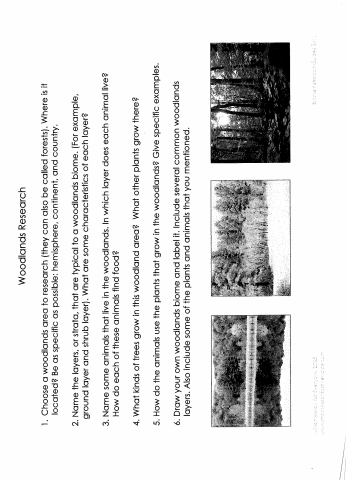 Woodlands Research
1. Choose a woodlands area to research (they can also be called forests). Where is it
located? Be as specific as possible: hemisphere, continent, and country.
2. Name the layers, or strata, that are typical to a woodlands biome. (For example,
ground layer and shrub layer). What are some characteristics of each layer?
3. Name some animals that live in the woodlands. In which layer does each animal live?
How do each of these animals find food?
4. What kinds of trees grow in this woodland area? What other plants grow there?
5. How do the animals use the plants that grow in the woodlands? Give specific examples.
6. Draw your own woodlands biome and label it. Include several common woodlands
layers. Also include some of the plants and animals that you mentioned.